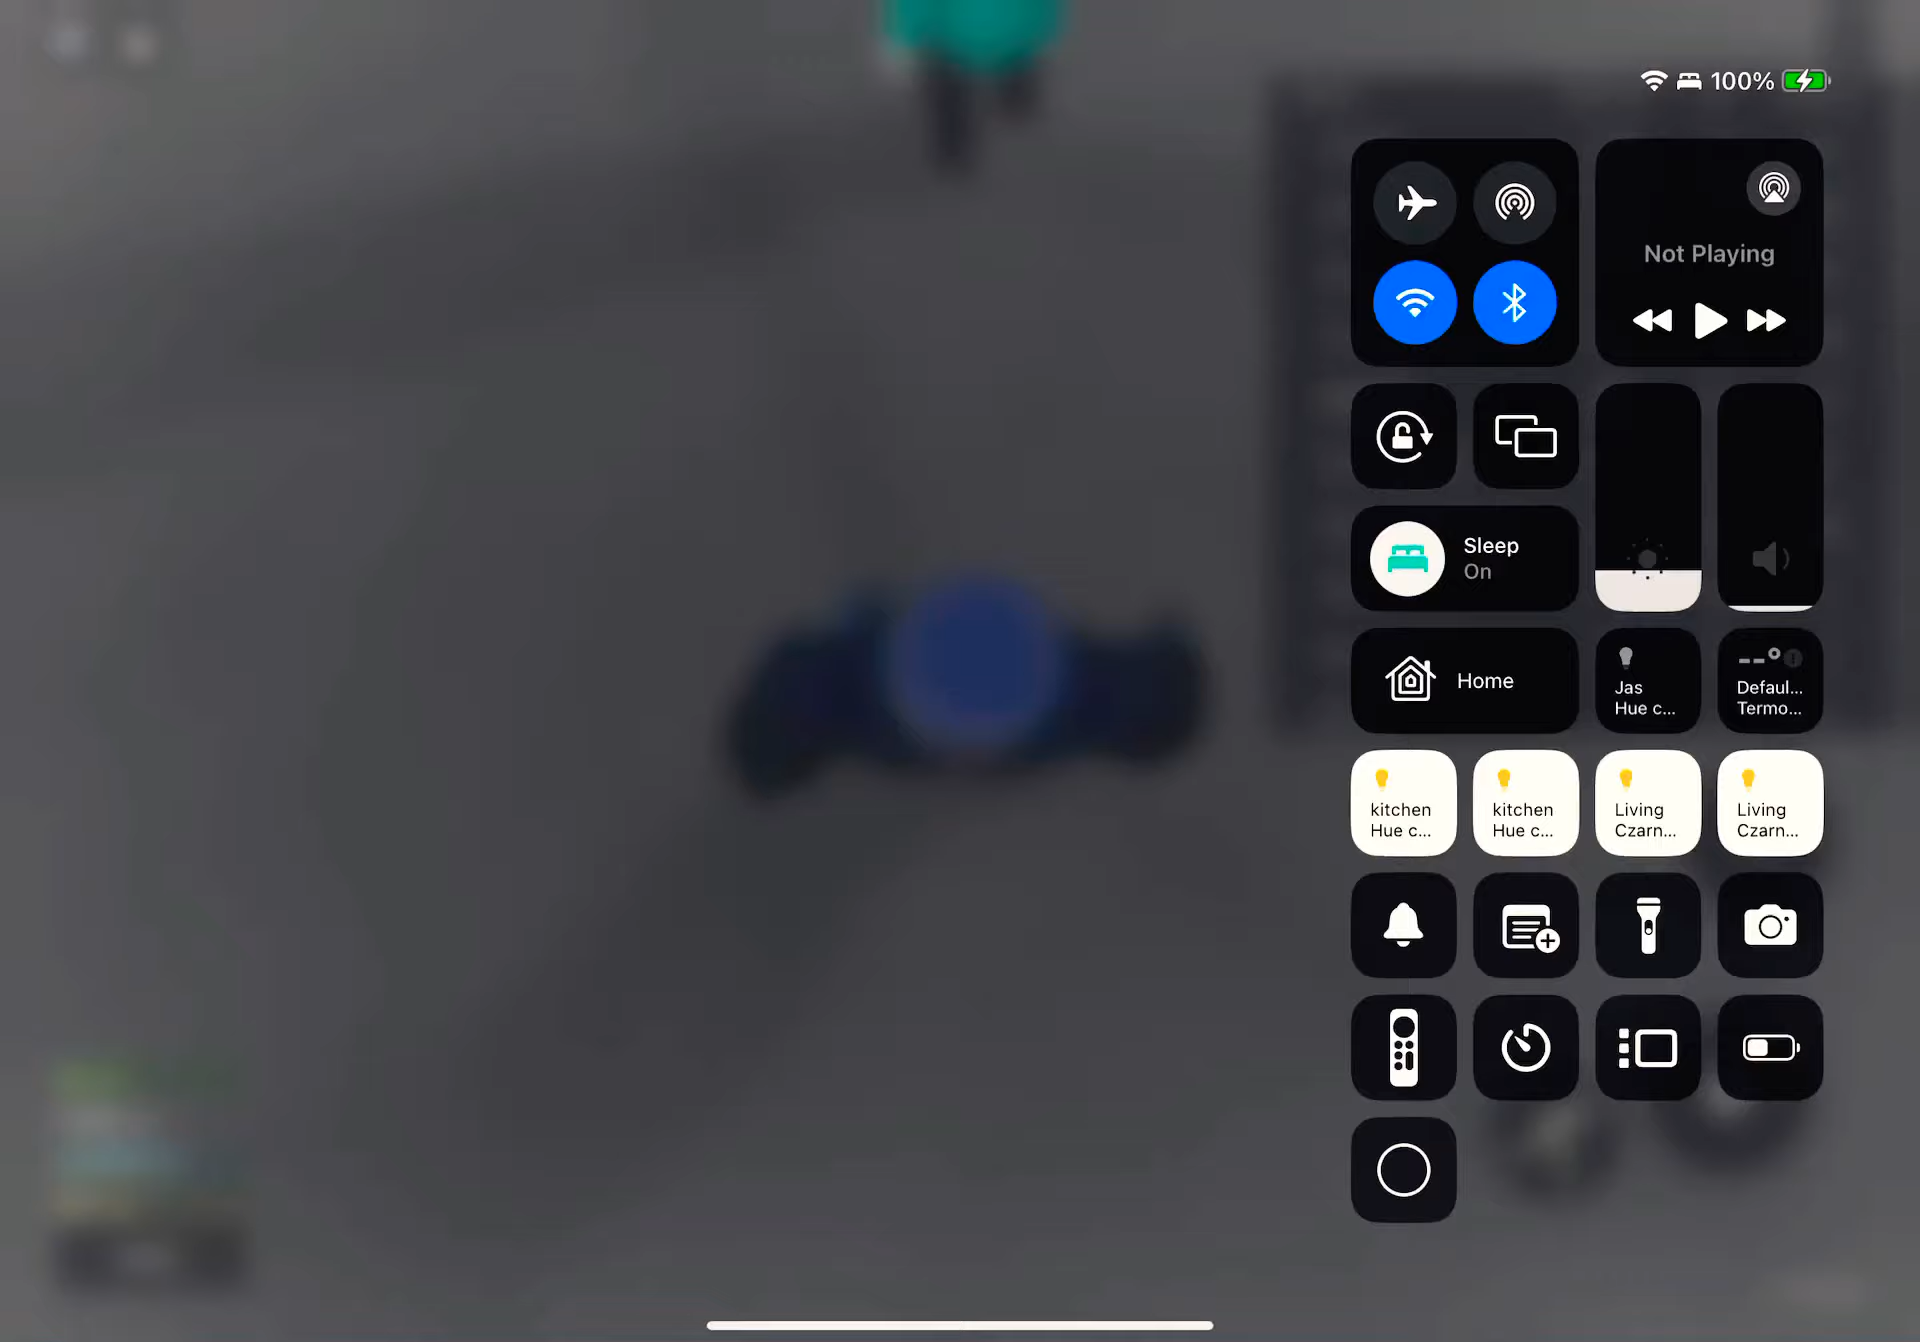 100%
Not Playing
Sleep
On
Home
Jas
Hue c...
Defaul...
Termo...
kitchen
Hue c...
kitchen
Hue c...
Living
Czarn...
Living
Czarn...